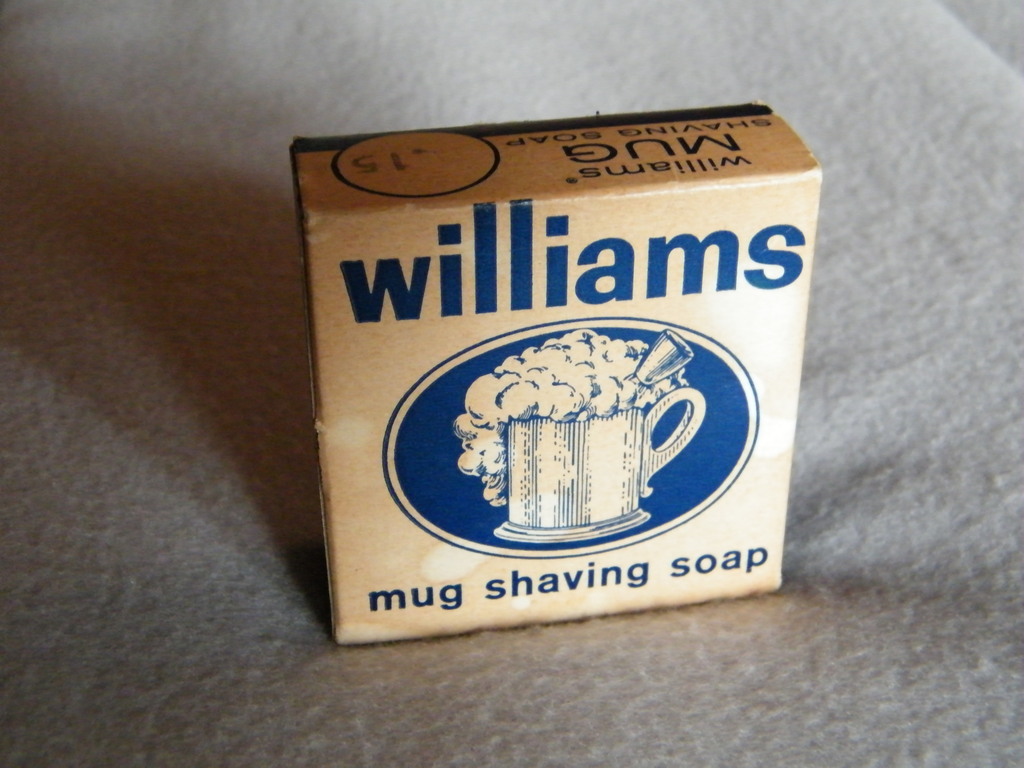 williams®
MUG
SHAVING SOAP
.15
williams
mug shaving soap